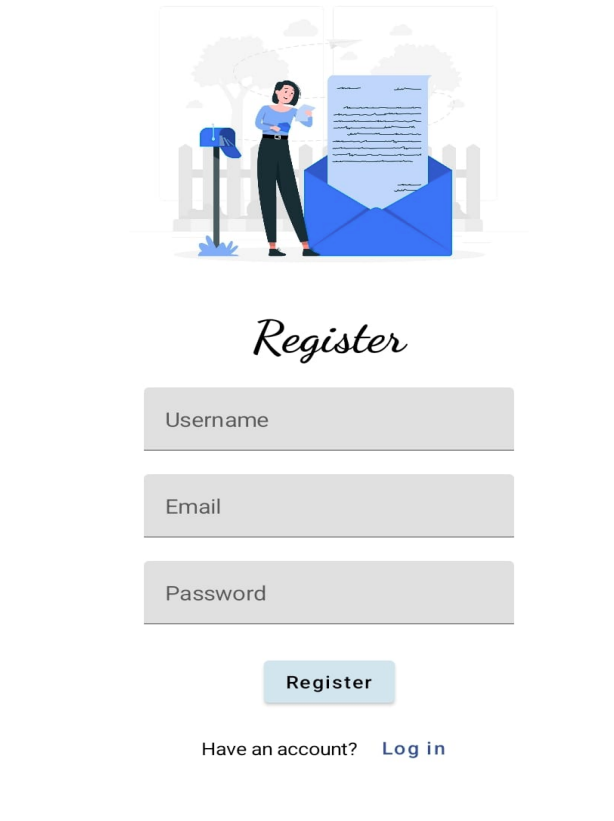 Register
Username
Email
Password
Register
Have an account? Log in